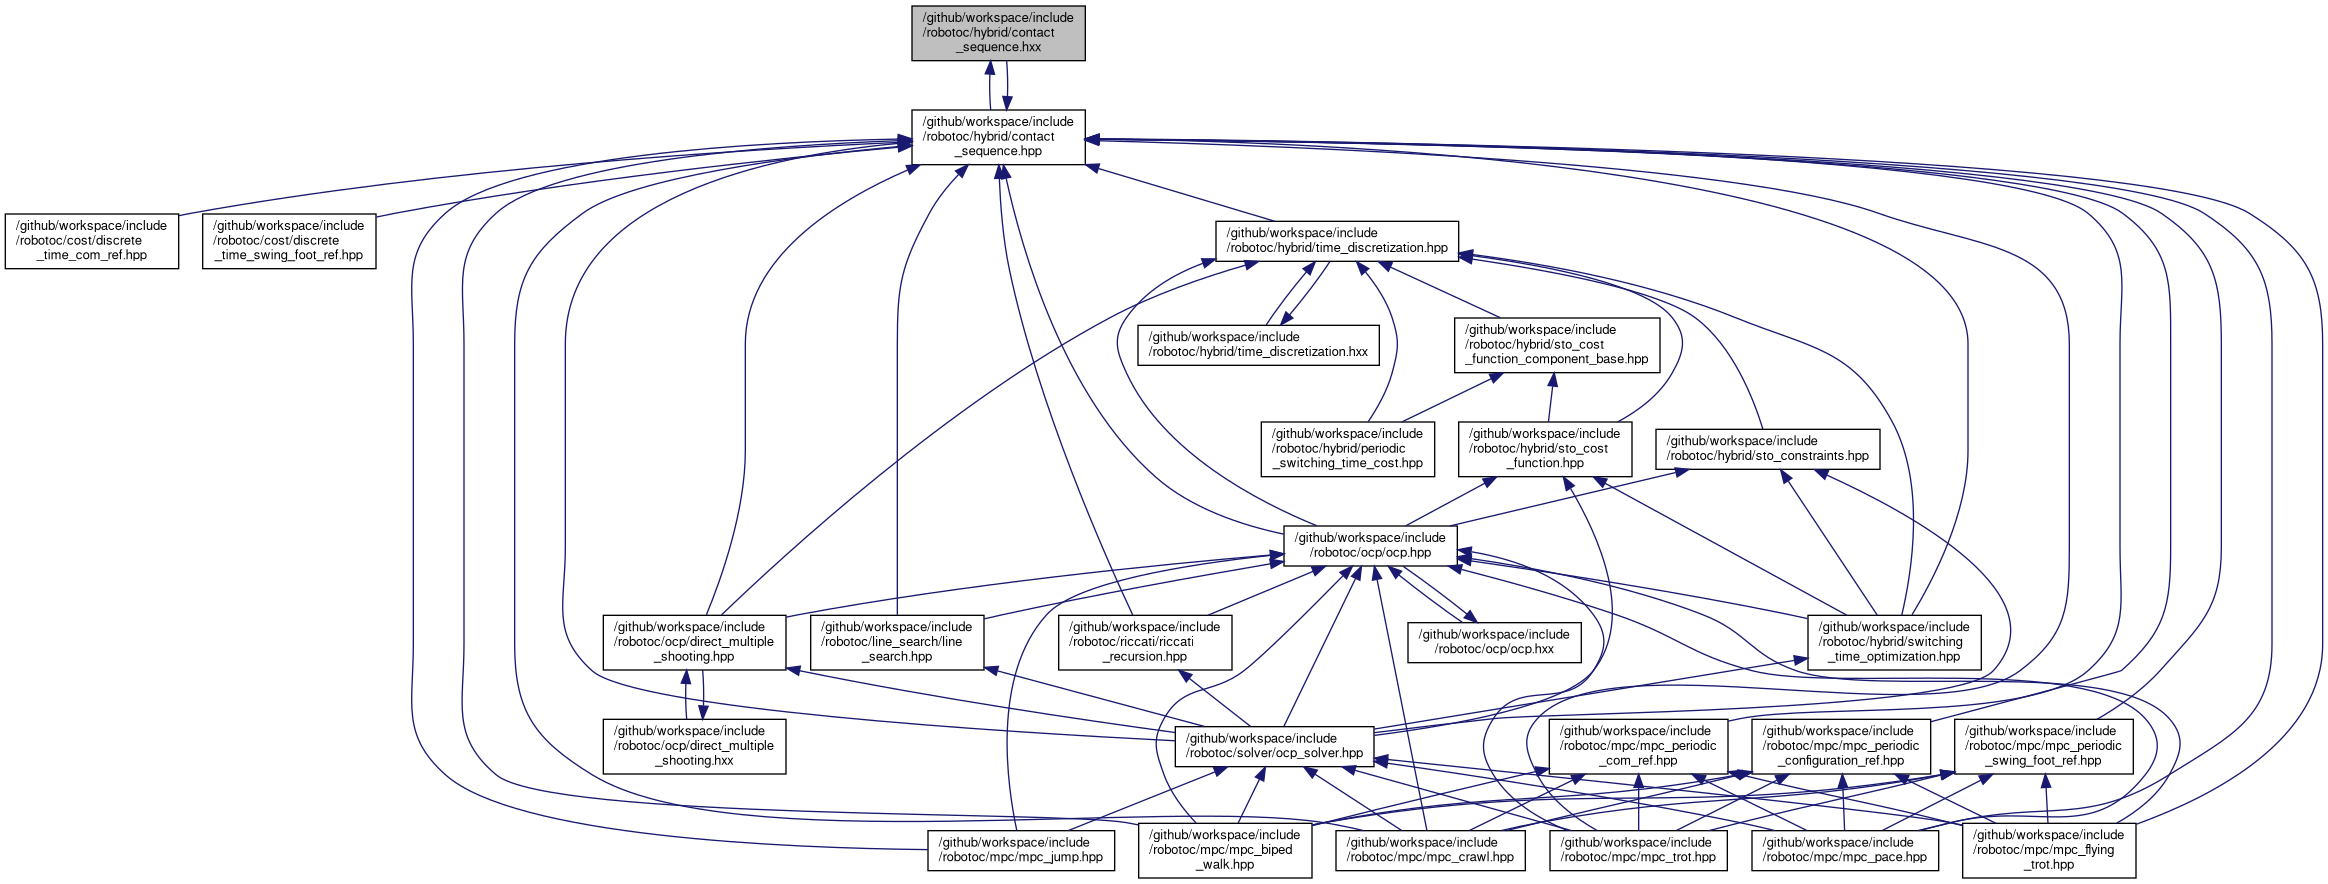 /github/workspace/include
/robotoc/hybrid/contact
_sequence.hxx
/github/workspace/include
/robotoc/hybrid/contact
_sequence.hpp
/github/workspace/include
/robotoc/cost/discrete
_time_com_ref.hpp
/github/workspace/include
/robotoc/cost/discrete
_time_swing_foot_ref.hpp
/github/workspace/include
/robotoc/hybrid/time_discretization.hpp
/github/workspace/include
/robotoc/hybrid/time_discretization.hxx
/github/workspace/include
/robotoc/hybrid/sto_cost
_function_component_base.hpp
/github/workspace/include
/robotoc/hybrid/periodic
_switching_time_cost.hpp
/github/workspace/include
/robotoc/hybrid/sto_cost
_function.hpp
/github/workspace/include
/robotoc/hybrid/sto_constraints.hpp
/github/workspace/include
/robotoc/ocp/ocp.hpp
/github/workspace/include
/robotoc/ocp/direct_multiple
_shooting.hpp
/github/workspace/include
/robotoc/line_search/line
_search.hpp
/github/workspace/include
/robotoc/riccati/riccati
_recursion.hpp
/github/workspace/include
/robotoc/ocp/ocp.hxx
/github/workspace/include
/robotoc/hybrid/switching
_time_optimization.hpp
/github/workspace/include
/robotoc/ocp/direct_multiple
_shooting.hxx
/github/workspace/include
/robotoc/solver/ocp_solver.hpp
/github/workspace/include
/robotoc/mpc/mpc_periodic
_com_ref.hpp
/github/workspace/include
/robotoc/mpc/mpc_periodic
_configuration_ref.hpp
/github/workspace/include
/robotoc/mpc/mpc_periodic
_swing_foot_ref.hpp
/github/workspace/include
/robotoc/mpc/mpc_jump.hpp
/github/workspace/include
/robotoc/mpc/mpc_biped
_walk.hpp
/github/workspace/include
/robotoc/mpc/mpc_crawl.hpp
/github/workspace/include
/robotoc/mpc/mpc_trot.hpp
/github/workspace/include
/robotoc/mpc/mpc_pace.hpp
/github/workspace/include
/robotoc/mpc/mpc_flying
_trot.hpp